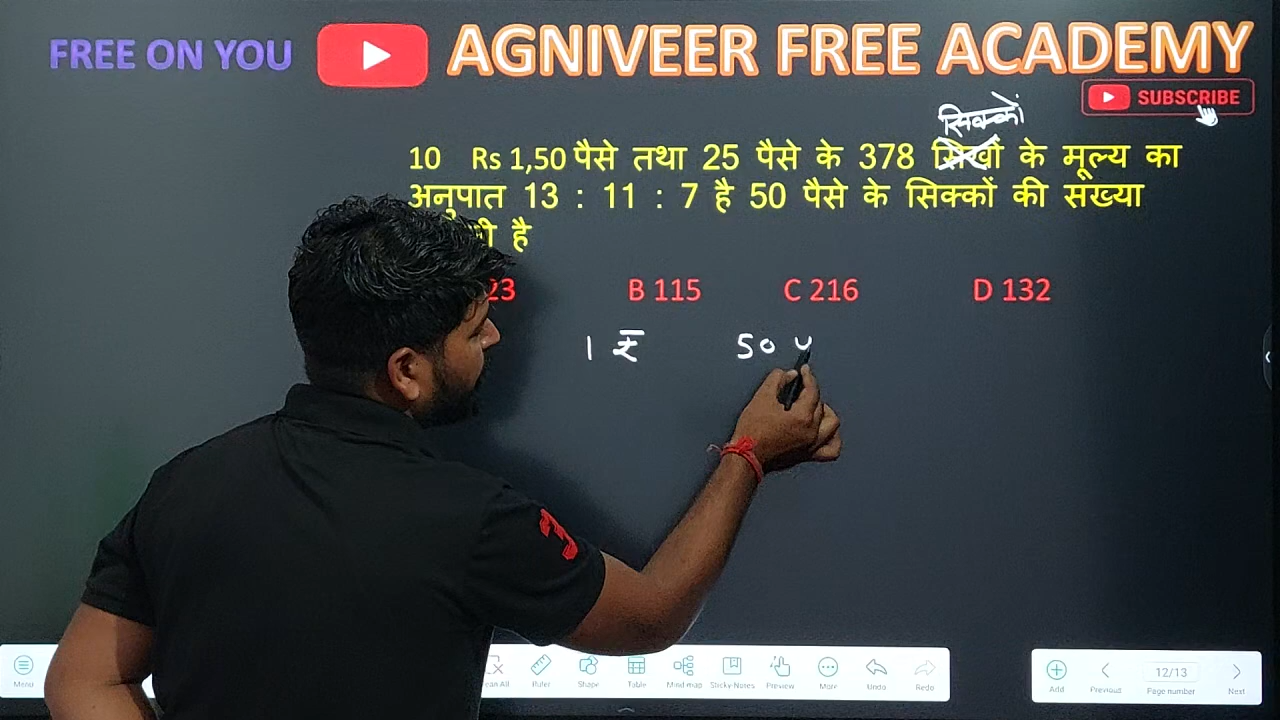 FREE ON YOU
AGNIVEER FREE ACADEMY
SUBSCRIBE
सिक्कों
10 Rs 1,50 पैसे तथा 25 पैसे के 378 सिखों के मूल्य का
अनुपात 13 : 11 : 7 है 50 पैसे के सिक्कों की संख्या
है
23 B 115 C 216 D 132
1 ₹ 50
Menu
Ruler Shape Table Mind map Sticky Notes Preview More Undo Redo
Add Previous 12/13 Page number Next